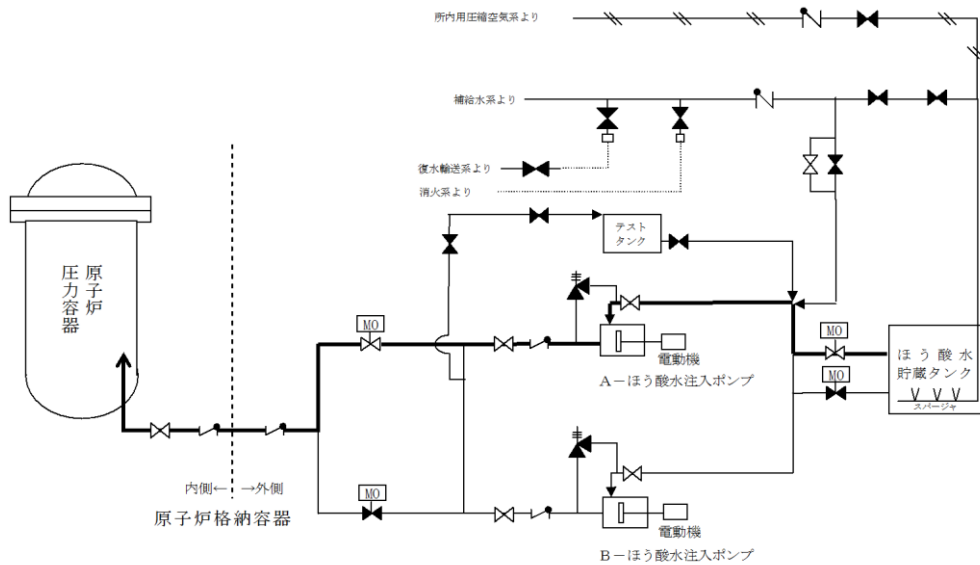 所内用圧縮空気系より
補給水系より
復水輸送系より
消火系より
テスト
タンク
原子炉
圧力容器
MO
電動機
A－ほう酸水注入ポンプ
MO
MO
ほう酸水
貯蔵タンク
スパージャ
内側←
→外側
原子炉格納容器
MO
電動機
B－ほう酸水注入ポンプ